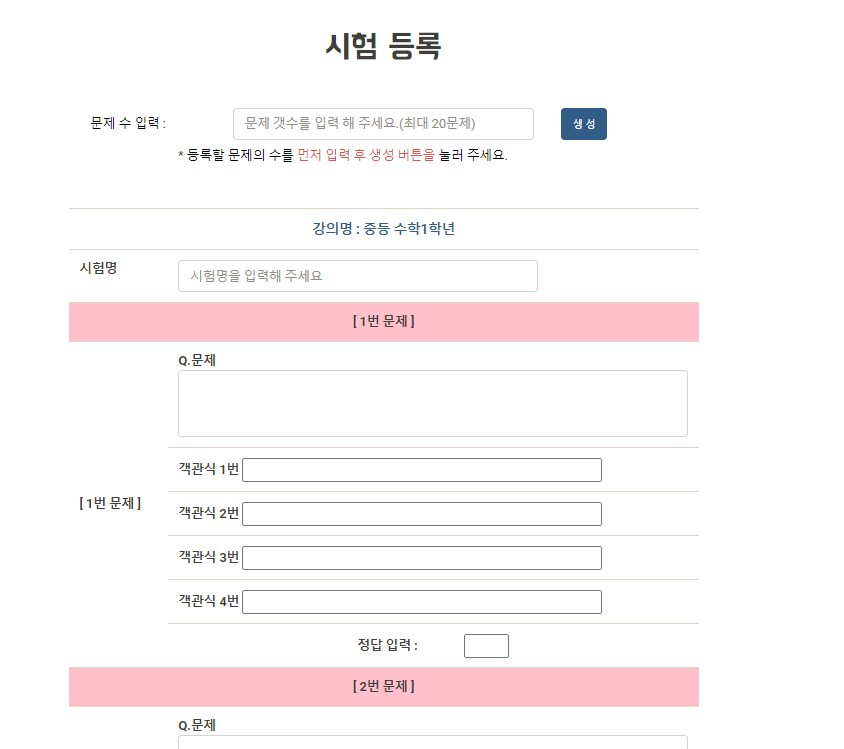 시험 등록
문제 수 입력 : 문제 갯수를 입력 해 주세요.(최대 20문제) 생성
* 등록할 문제의 수를 먼저 입력 후 생성 버튼을 눌러 주세요.
강의명 : 중등 수학1학년
시험명 시험명을 입력해 주세요
[ 1번 문제 ]
Q.문제
객관식 1번
[ 1번 문제 ]
객관식 2번
객관식 3번
객관식 4번
정답 입력 :
[ 2번 문제 ]
Q.문제